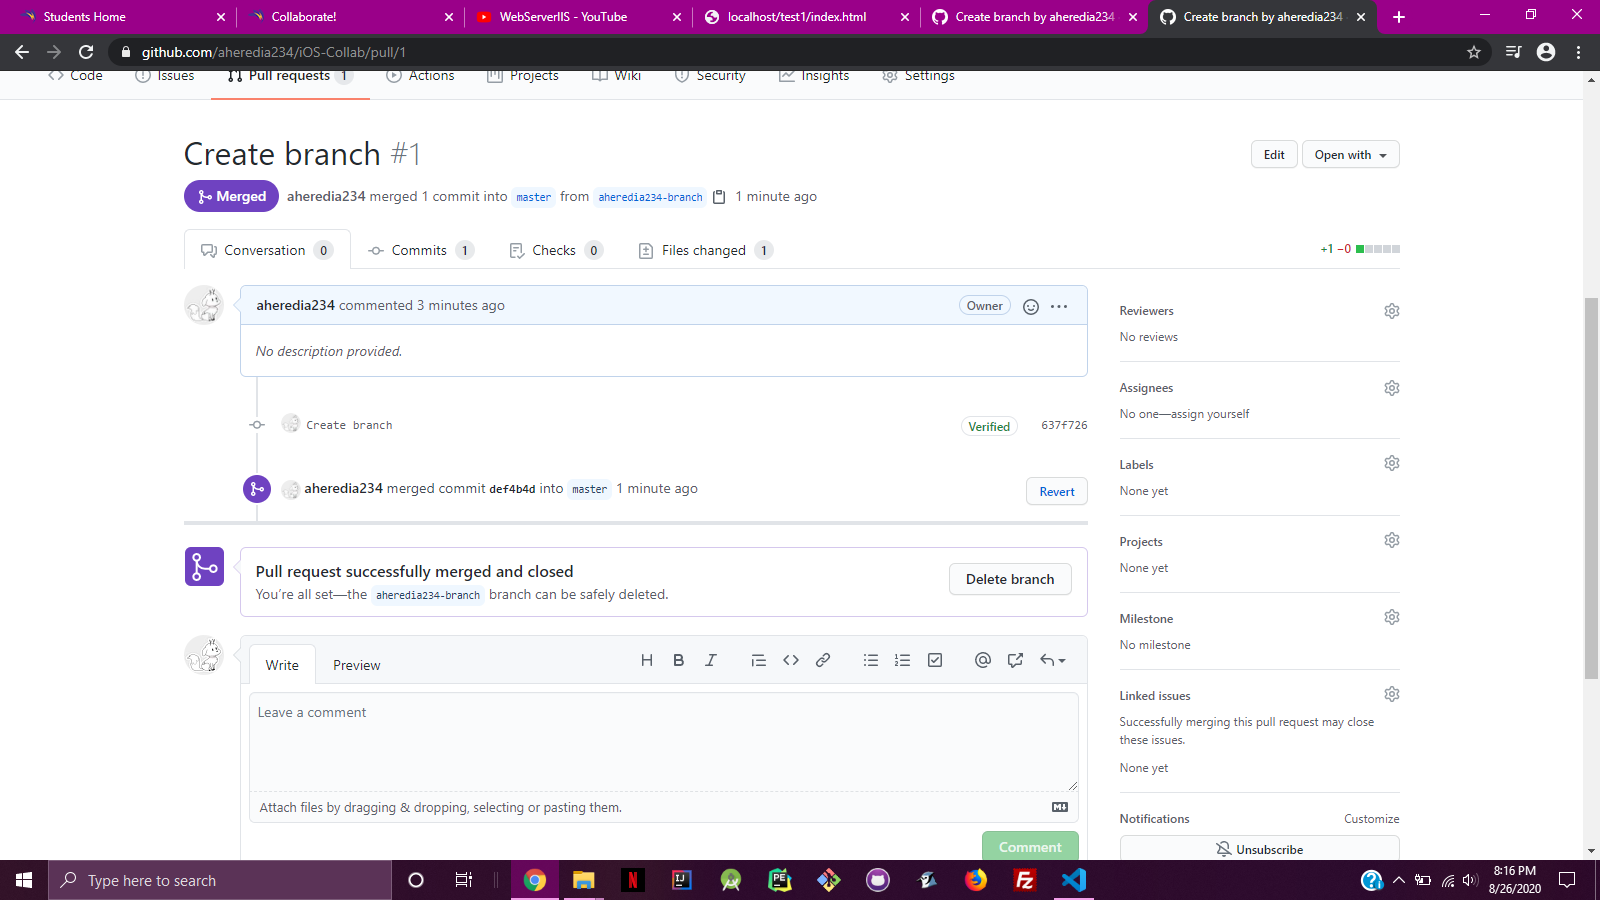 Students Home
Collaborate!
WebServerIIS - YouTube
localhost/test1/index.html
Create branch by aheredia234
Create branch by aheredia234
github.com/aheredia234/iOS-Collab/pull/1
Code
Issues
Pull requests 1
Actions
Projects
Wiki
Security
Insights
Settings
Create branch #1
Edit
Open with
Merged
aheredia234 merged 1 commit into master from aheredia234-branch 1 minute ago
Conversation 0
Commits 1
Checks 0
Files changed 1
+1 −0
aheredia234 commented 3 minutes ago
Owner
No description provided.
Create branch
Verified
637f726
aheredia234 merged commit def4b4d into master 1 minute ago
Revert
Pull request successfully merged and closed
You're all set—the aheredia234-branch branch can be safely deleted.
Delete branch
Write
Preview
H B I
Leave a comment
Attach files by dragging & dropping, selecting or pasting them.
Comment
Reviewers
No reviews
Assignees
No one—assign yourself
Labels
None yet
Projects
None yet
Milestone
No milestone
Linked issues
Successfully merging this pull request may close
these issues.
None yet
Notifications
Customize
Unsubscribe
Type here to search
8:16 PM
8/26/2020